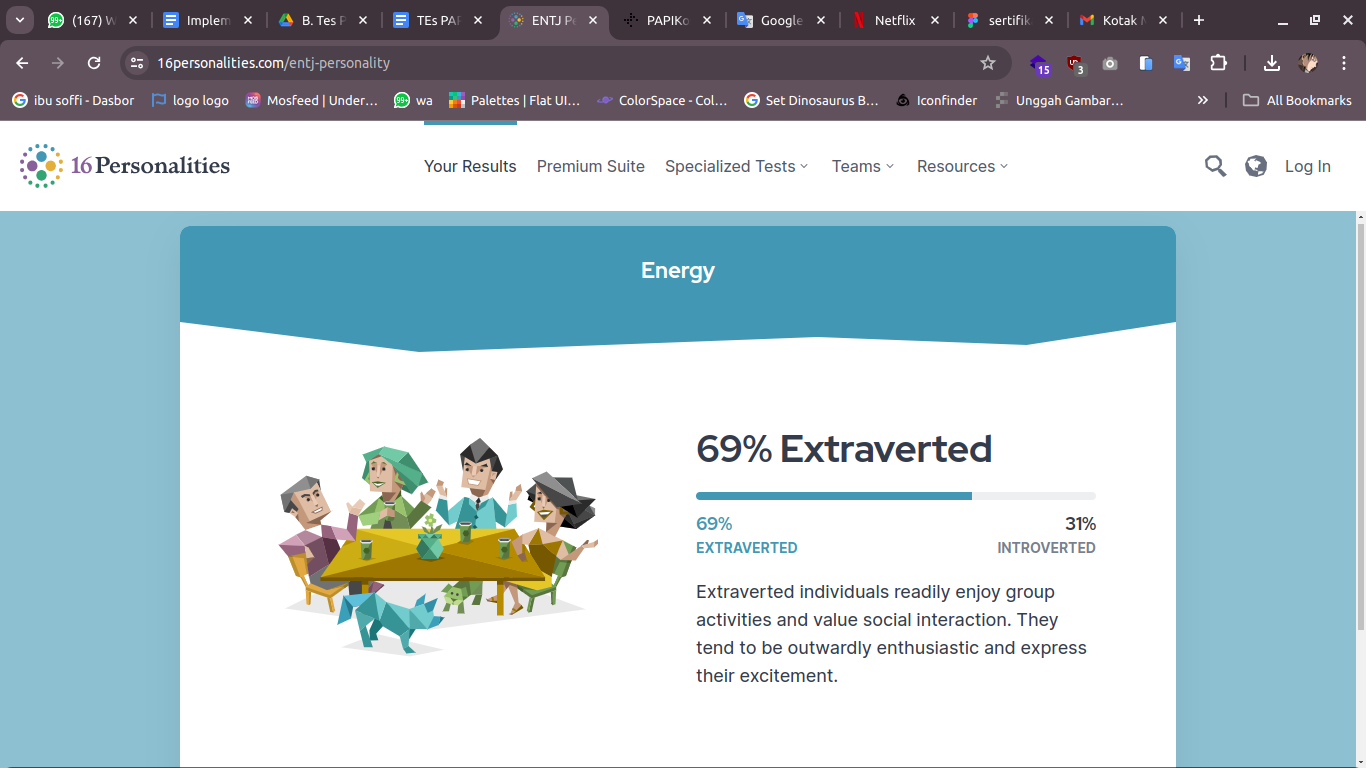 (167) W
Implem
B. Tes P
TEs PAP
ENTJ Pe
PAPIKo
Google
Netflix
sertifik
Kotak M
16personalities.com/entj-personality
15
3
ibu soffi - Dasbor
logo logo
Mosfeed | Under…
99+ wa
Palettes | Flat UI…
ColorSpace - Col…
Set Dinosaurus B…
Iconfinder
Unggah Gambar…
All Bookmarks
16Personalities
Your Results
Premium Suite
Specialized Tests
Teams
Resources
Log In
Energy
69% Extraverted
69%
31%
EXTRAVERTED
INTROVERTED
Extraverted individuals readily enjoy group
activities and value social interaction. They
tend to be outwardly enthusiastic and express
their excitement.